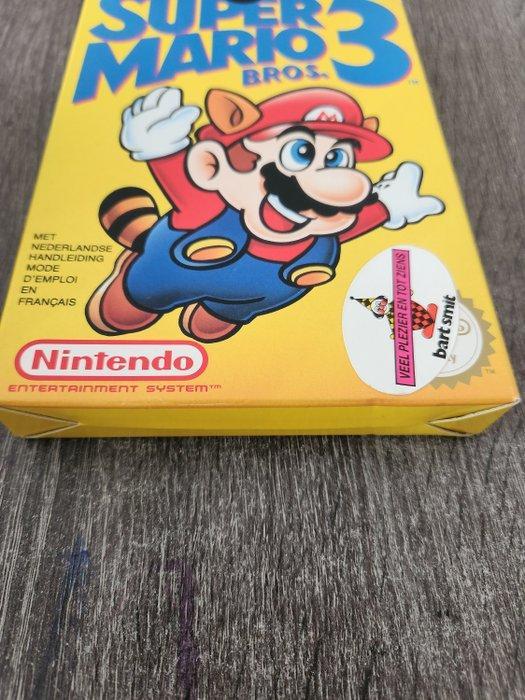 SUPER
MARIO
BROS. 3
™
M
MET
NEDERLANDSE
HANDLEIDING
MODE
D'EMPLOI
EN
FRANÇAIS
VEEL PLEZIER EN TOT ZIENS
bart smit
Nintendo
ENTERTAINMENT SYSTEM™